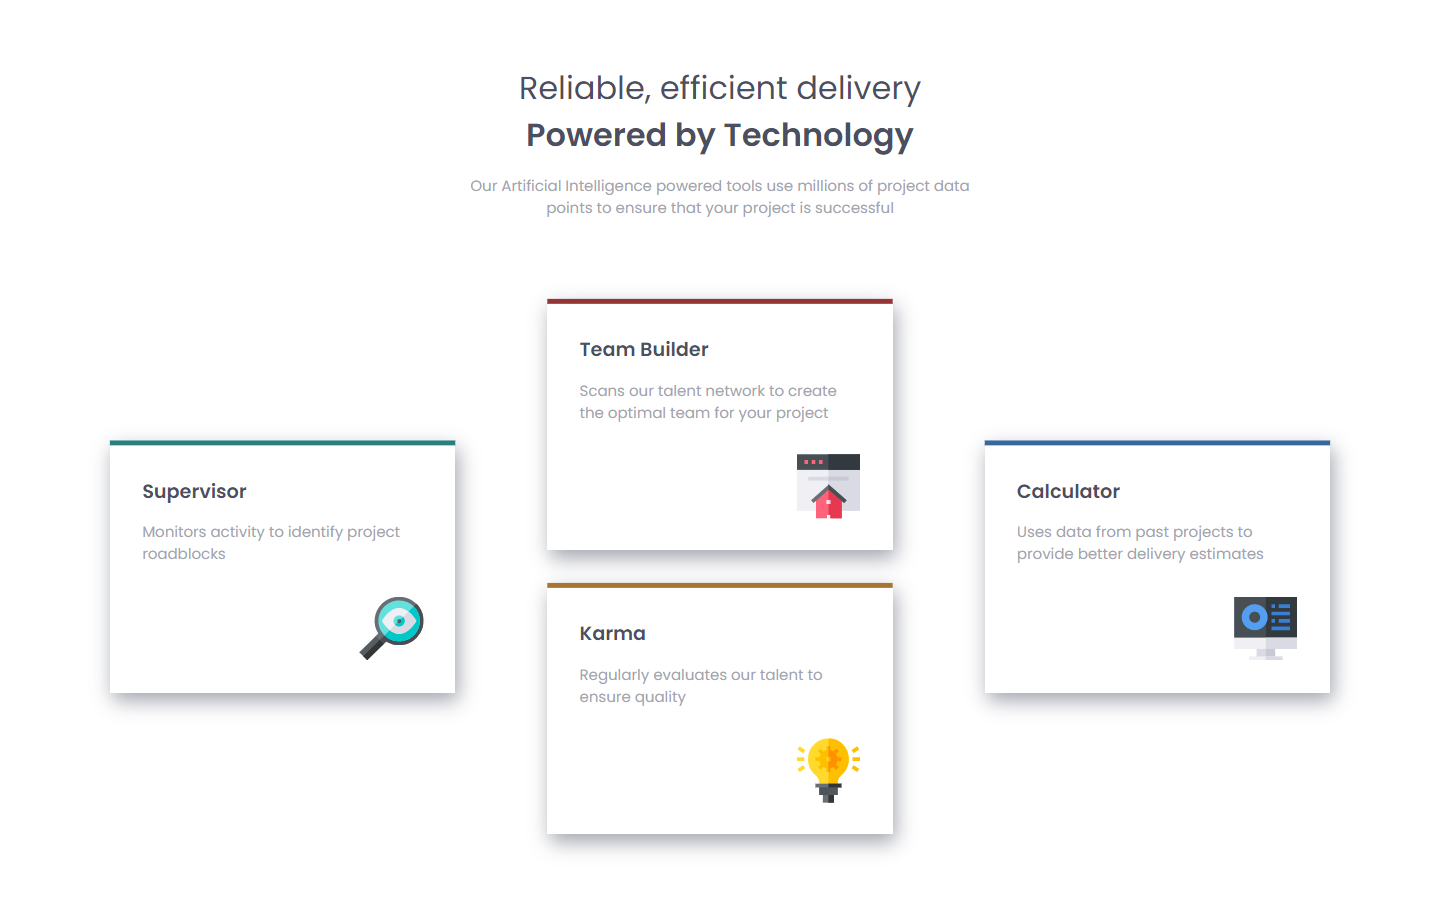 Reliable, efficient delivery
Powered by Technology
Our Artificial Intelligence powered tools use millions of project data
points to ensure that your project is successful
Supervisor
Monitors activity to identify project
roadblocks
Team Builder
Scans our talent network to create
the optimal team for your project
Karma
Regularly evaluates our talent to
ensure quality
Calculator
Uses data from past projects to
provide better delivery estimates